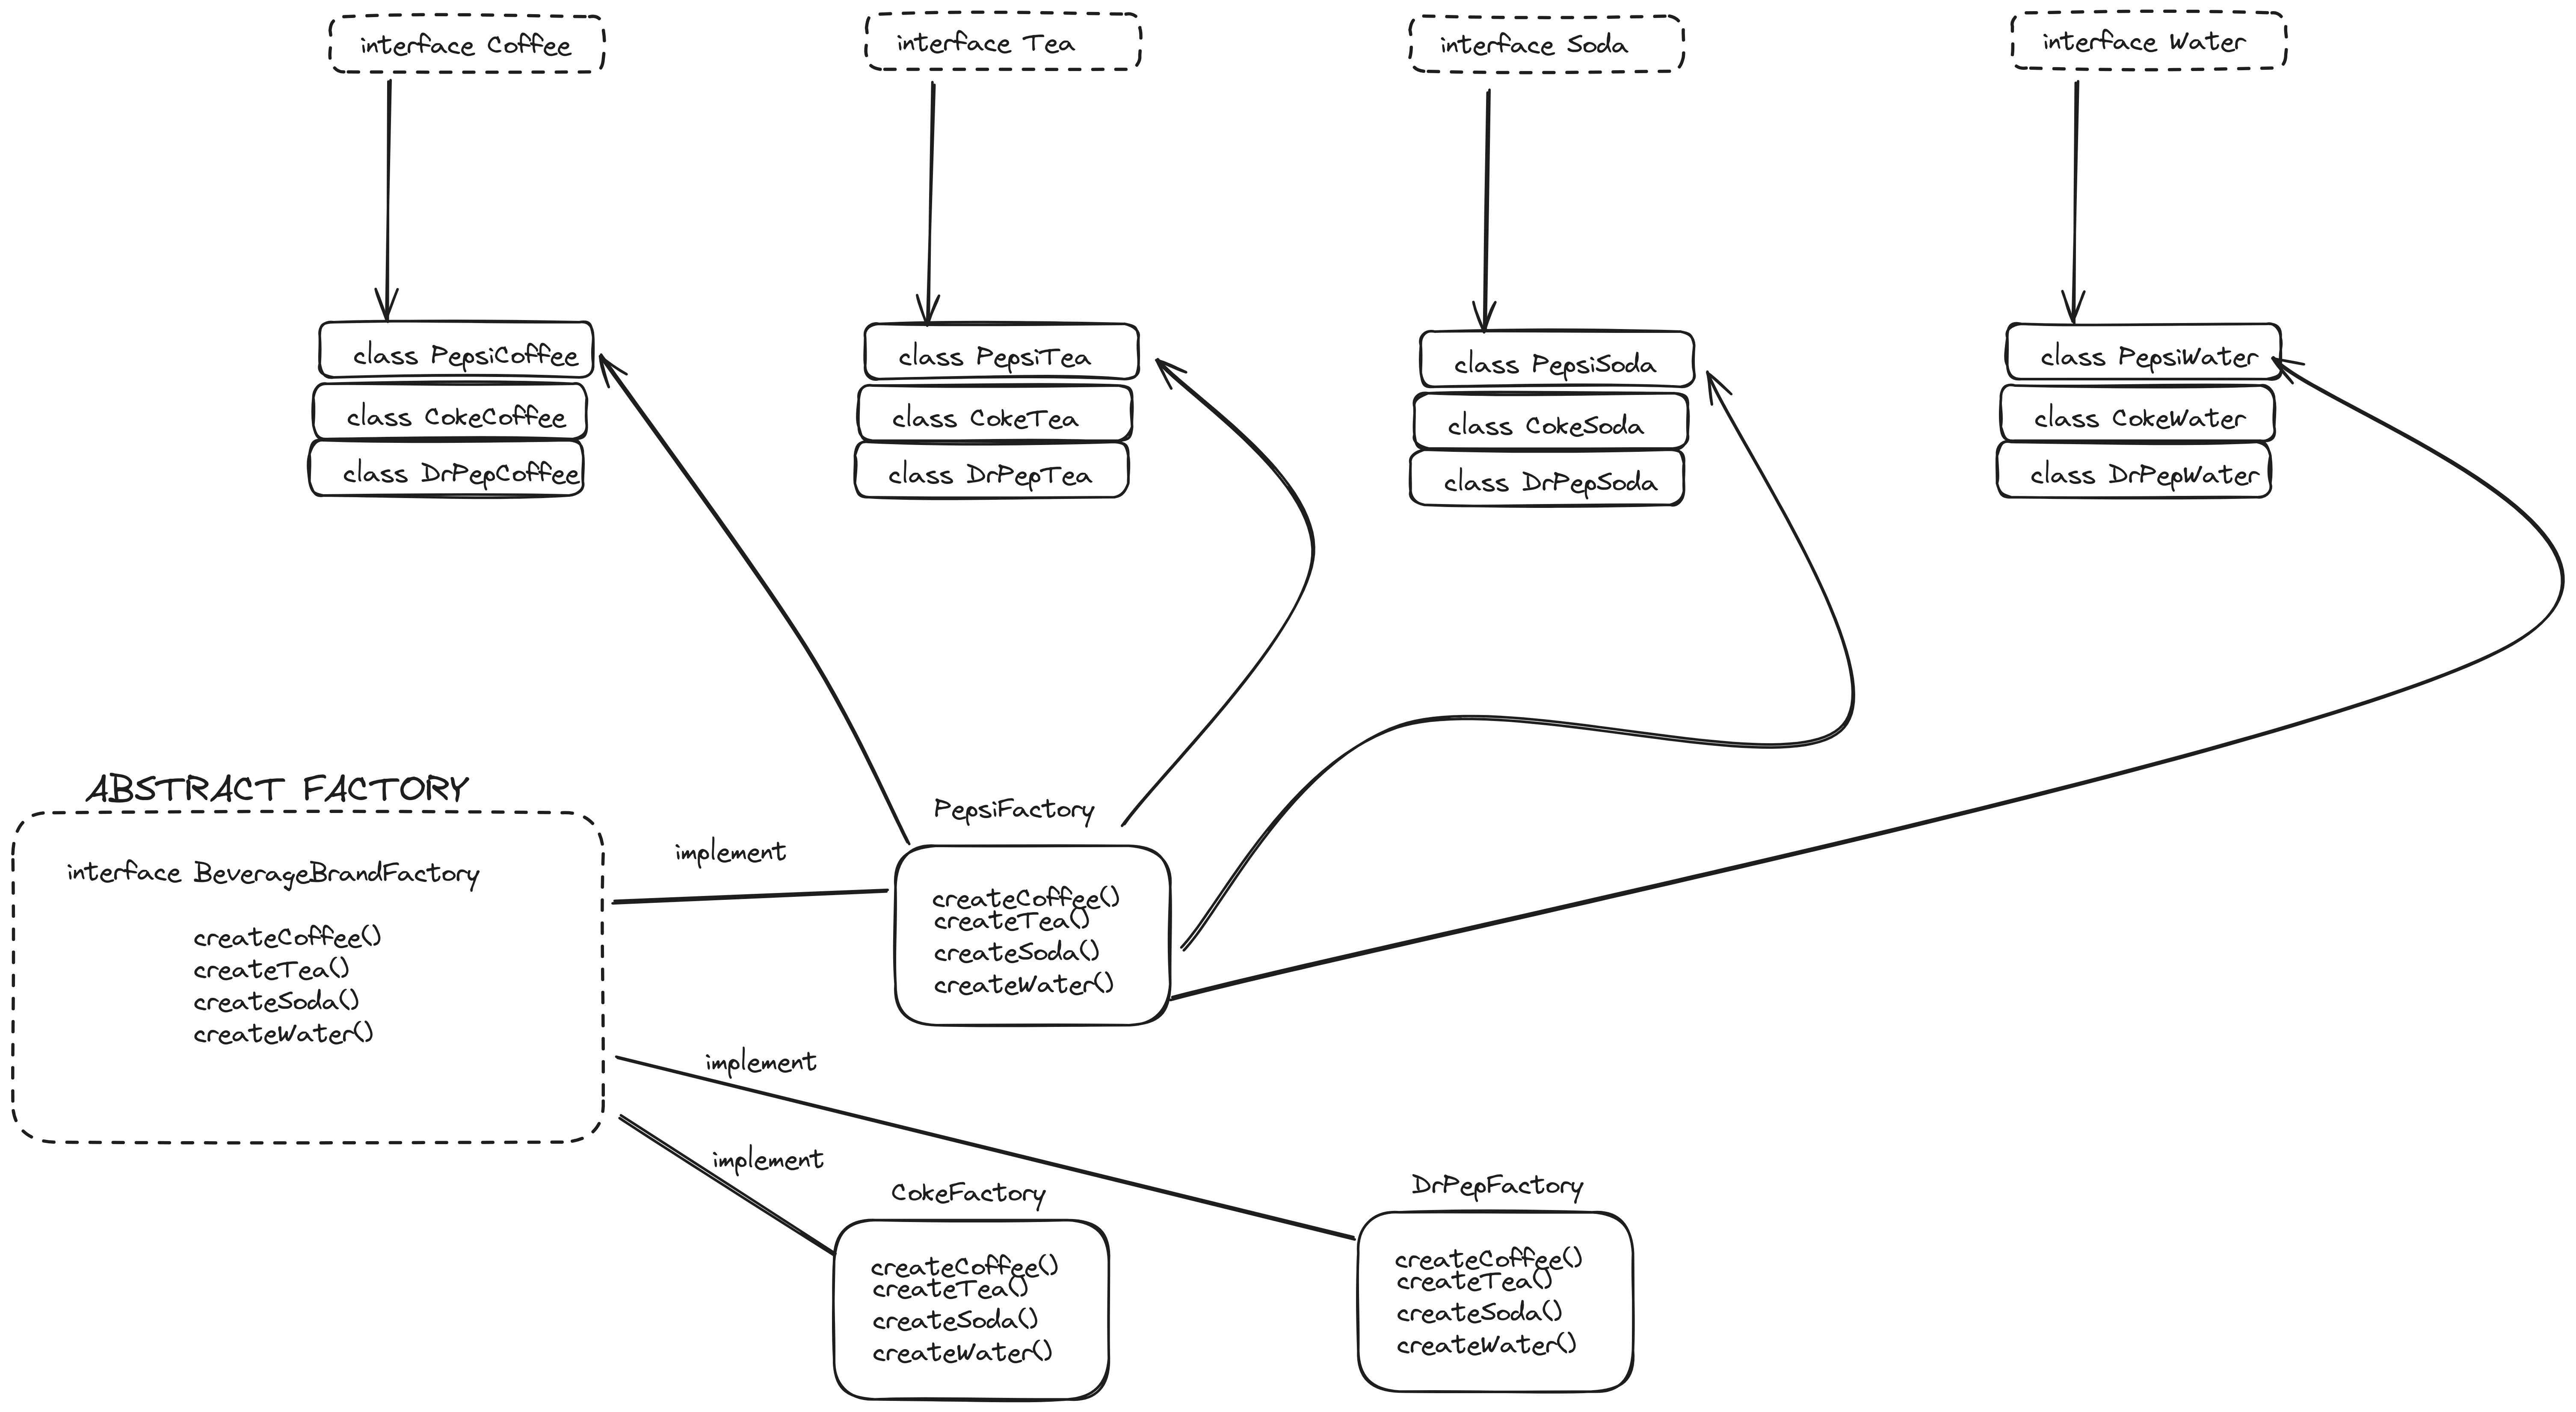 interface Coffee
interface Tea
interface Soda
interface Water
class PepsiCoffee
class CokeCoffee
class DrPepCoffee
class PepsiTea
class CokeTea
class DrPepTea
class PepsiSoda
class CokeSoda
class DrPepSoda
class PepsiWater
class CokeWater
class DrPepWater
ABSTRACT FACTORY
interface BeverageBrandFactory
createCoffee()
createTea()
createSoda()
createWater()
implement
PepsiFactory
createCoffee()
createTea()
createSoda()
createWater()
implement
implement
CokeFactory
createCoffee()
createTea()
createSoda()
createWater()
DrPepFactory
createCoffee()
createTea()
createSoda()
createWater()